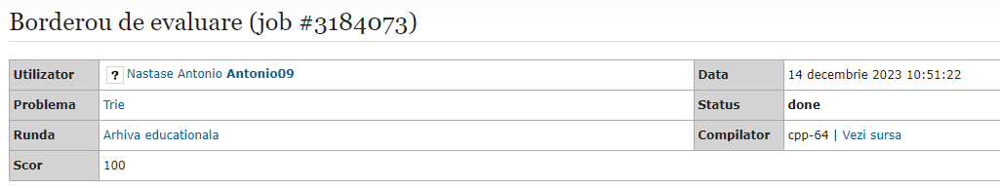 Borderou de evaluare (job #3184073)
Utilizator ? Nastase Antonio Antonio09 Data 14 decembrie 2023 10:51:22
Problema Trie Status done
Runda Arhiva educationala Compilator cpp-64 | Vezi sursa
Scor 100